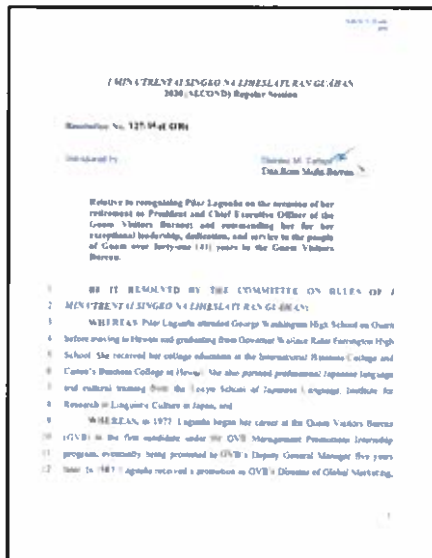 I MINA'TRENTAI SINGKO NA LIHESLATURAN GUÅHAN
2020 (SECOND) Regular Session
Resolution No.
Introduced by:
Therese M. Terlaje
Relative to recognizing Pilar Laguaña on the occasion of her
retirement as President and Chief Executive Officer of the
Guam Visitors Bureau; and commending her for her
exceptional leadership, dedication, and service to the people
of Guam over forty-one (41) years in the Guam Visitors
Bureau.
1 BE IT RESOLVED BY THE COMMITTEE ON RULES OF I
2 MINA'TRENTAI SINGKO NA LIHESLATURAN GUÅHAN:
3 WHEREAS, Pilar Laguaña attended George Washington High School on Guam
4 before moving to Hawaii and graduating from Governor Wallace Rider Farrington High
5 School. She received her college education at the International Business College and
6 Cannon's Business College of Hawaii. She also pursued professional Japanese language
7 and cultural training from the Tokyo School of Japanese Language, Institute for
8 Research in Linguistic Culture in Japan; and
9 WHEREAS, in 1977 Laguaña began her career at the Guam Visitors Bureau
10 (GVB) as the first candidate under the GVB Management Promotions Internship
11 program, eventually being promoted to GVB's Deputy General Manager five years
12 later. In 1987 Laguaña received a promotion as GVB's Director of Global Marketing,
1